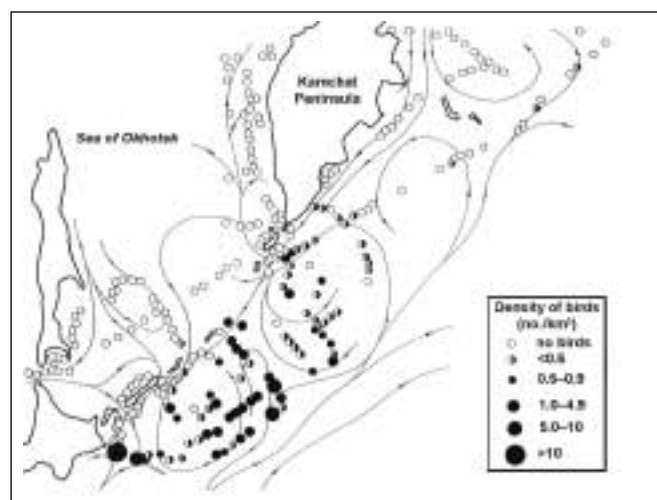 Kamchat
Peninsula
Sea of Okhotsk
Density of birds
(no./km²)
no birds
<0.5
0.5–0.9
1.0–4.9
5.0–10
>10